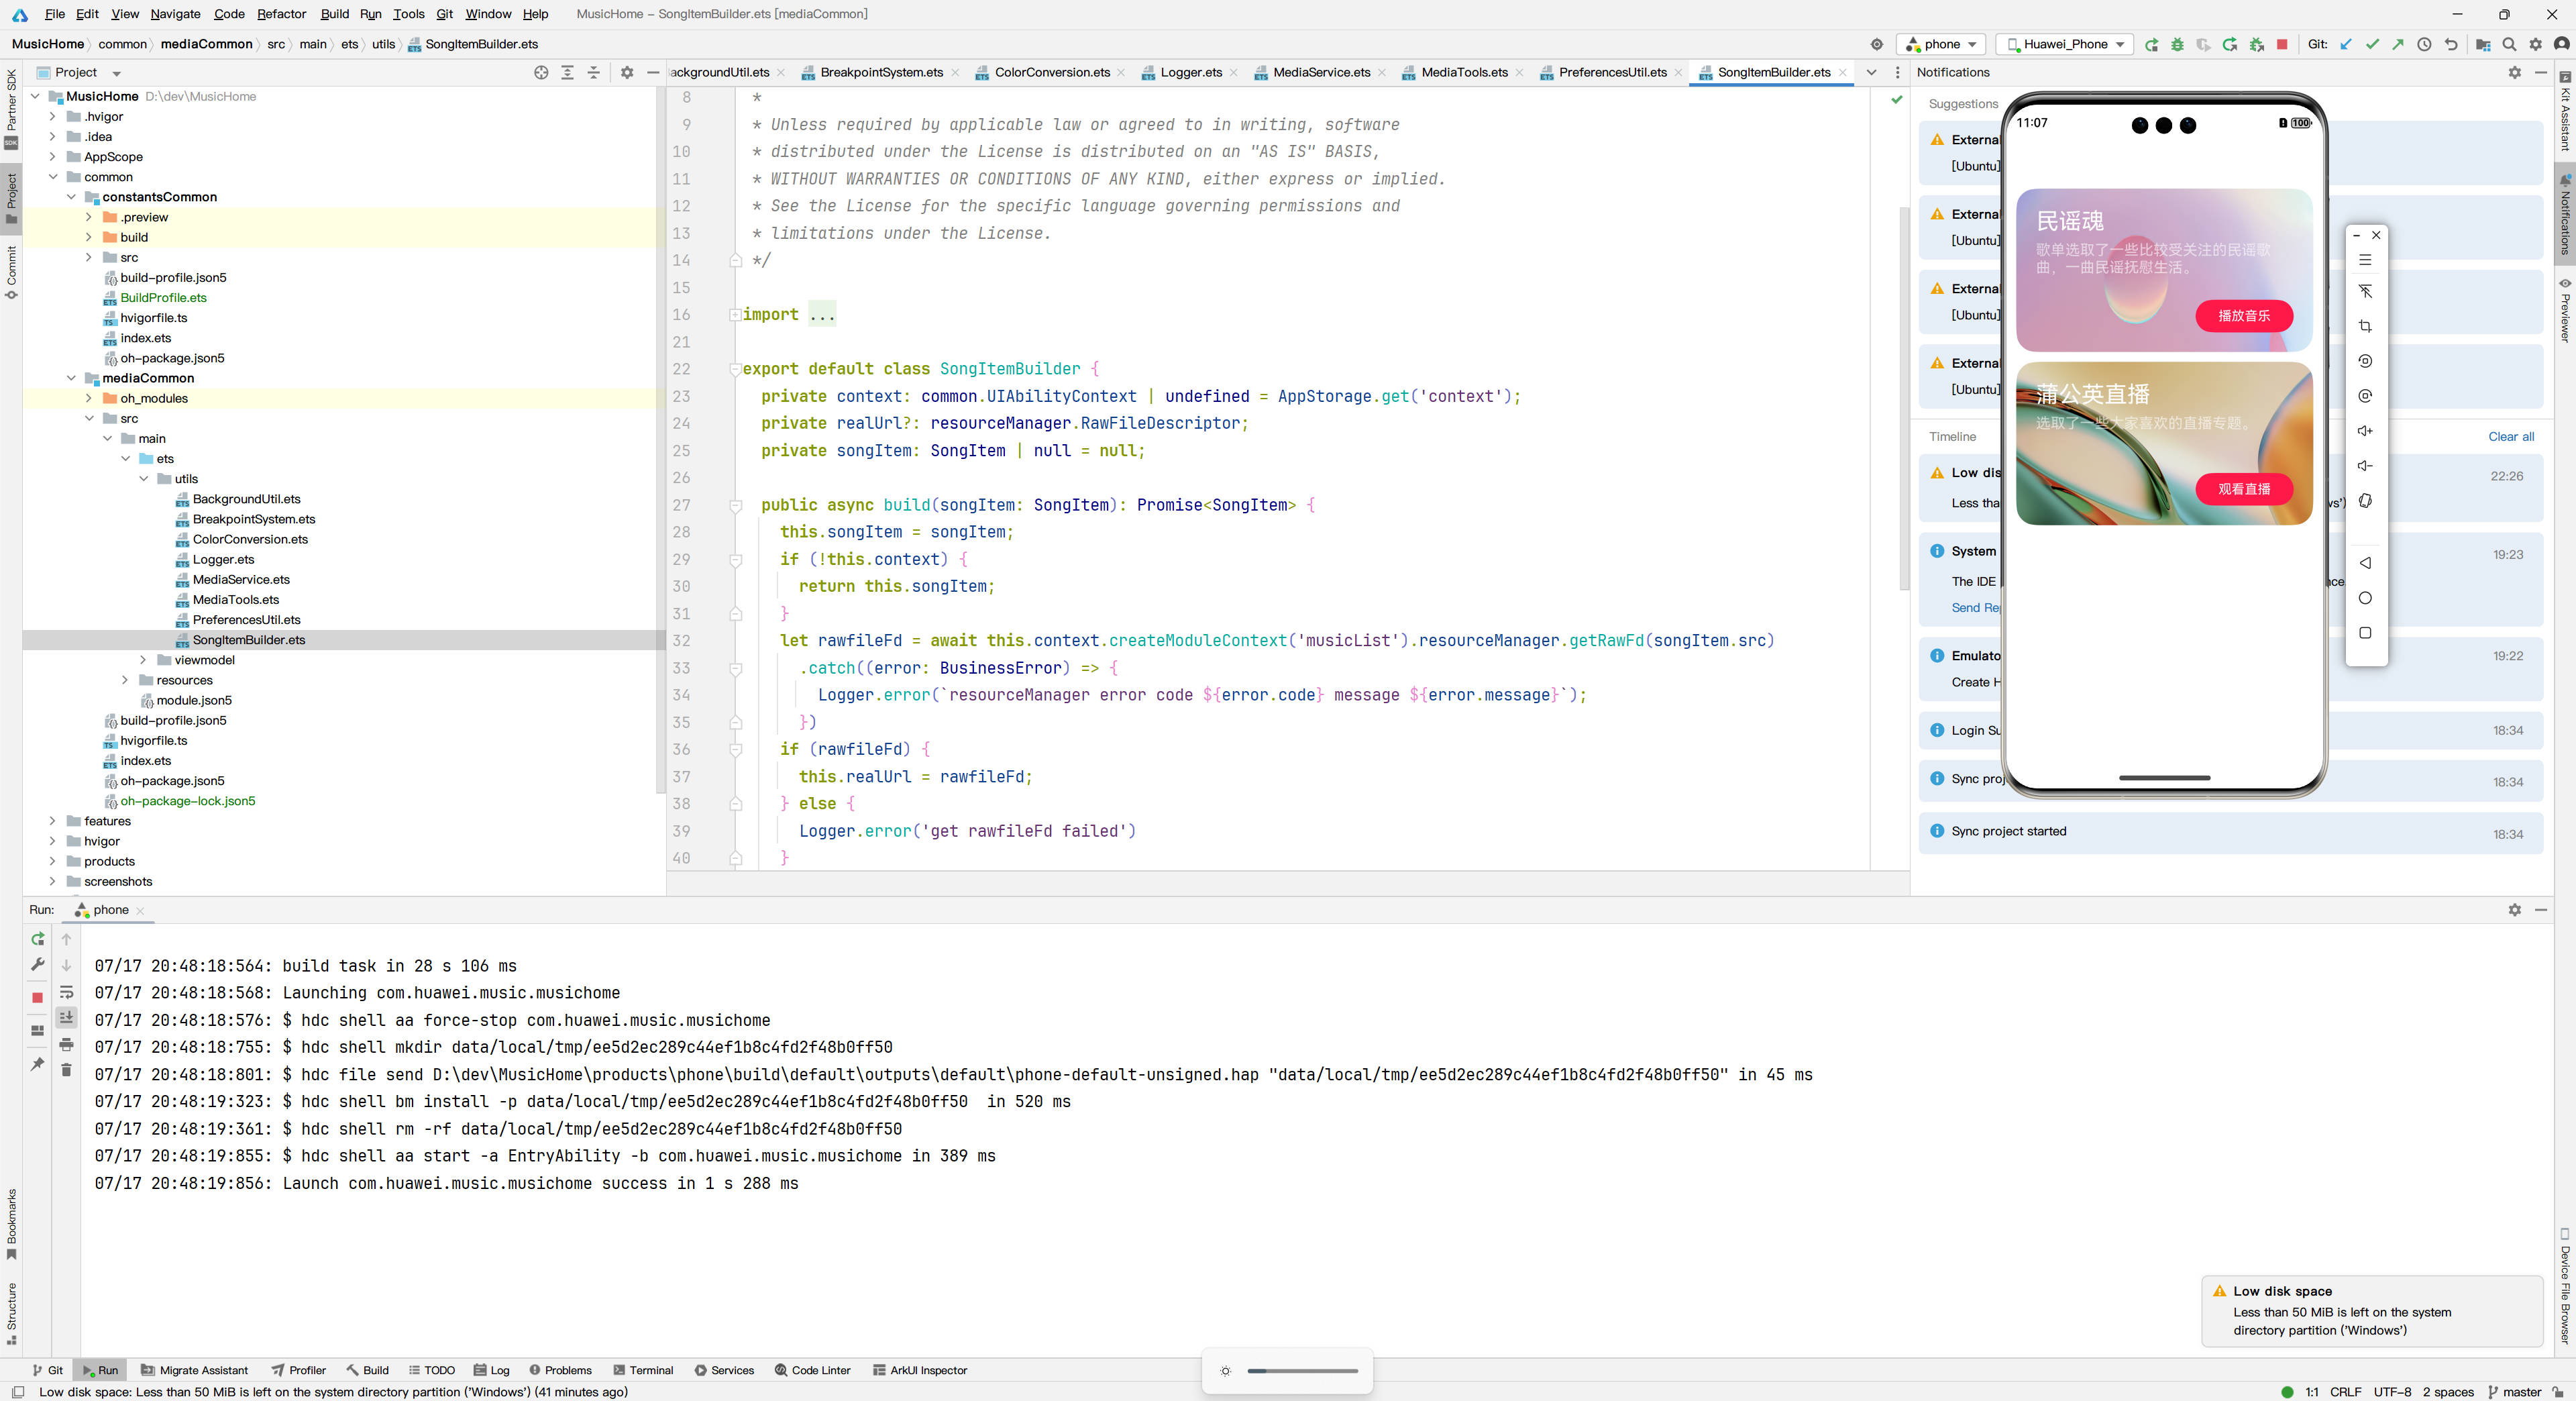 File Edit View Navigate Code Refactor Build Run Tools Git Window Help MusicHome – SongItemBuilder.ets [mediaCommon]
MusicHome common mediaCommon src main ets utils SongItemBuilder.ets
phone Huawei_Phone Git:
Project
ackgroundUtil.ets BreakpointSystem.ets ColorConversion.ets Logger.ets MediaService.ets MediaTools.ets PreferencesUtil.ets SongItemBuilder.ets
Partner SDK
Project
Commit
MusicHome D:\dev\MusicHome
.hvigor
.idea
AppScope
common
constantsCommon
.preview
build
src
build-profile.json5
BuildProfile.ets
hvigorfile.ts
index.ets
oh-package.json5
mediaCommon
oh_modules
src
main
ets
utils
BackgroundUtil.ets
BreakpointSystem.ets
ColorConversion.ets
Logger.ets
MediaService.ets
MediaTools.ets
PreferencesUtil.ets
SongItemBuilder.ets
viewmodel
resources
module.json5
build-profile.json5
hvigorfile.ts
index.ets
oh-package.json5
oh-package-lock.json5
features
hvigor
products
screenshots
8 *
9 * Unless required by applicable law or agreed to in writing, software
10 * distributed under the License is distributed on an "AS IS" BASIS,
11 * WITHOUT WARRANTIES OR CONDITIONS OF ANY KIND, either express or implied.
12 * See the License for the specific language governing permissions and
13 * limitations under the License.
14 */
15
16 import ...
21
22 export default class SongItemBuilder {
23 private context: common.UIAbilityContext | undefined = AppStorage.get('context');
24 private realUrl?: resourceManager.RawFileDescriptor;
25 private songItem: SongItem | null = null;
26
27 public async build(songItem: SongItem): Promise<SongItem> {
28 this.songItem = songItem;
29 if (!this.context) {
30 return this.songItem;
31 }
32 let rawfileFd = await this.context.createModuleContext('musicList').resourceManager.getRawFd(songItem.src)
33 .catch((error: BusinessError) => {
34 Logger.error(`resourceManager error code ${error.code} message ${error.message}`);
35 })
36 if (rawfileFd) {
37 this.realUrl = rawfileFd;
38 } else {
39 Logger.error('get rawfileFd failed')
40 }
Notifications
Suggestions
External
[Ubuntu]
External
[Ubuntu]
External
[Ubuntu]
External
[Ubuntu]
Timeline Clear all
Low dis 22:26
Less tha ws')
System 19:23
The IDE nce.
Send Rep
Emulato 19:22
Create H
Login Su 18:34
Sync proj 18:34
Sync project started 18:34
11:07 100
民谣魂
歌单选取了一些比较受关注的民谣歌
曲，一曲民谣抚慰生活。
播放音乐
蒲公英直播
选取了一些大家喜欢的直播专题。
观看直播
Kit Assistant
Notifications
Previewer
Run: phone
07/17 20:48:18:564: build task in 28 s 106 ms
07/17 20:48:18:568: Launching com.huawei.music.musichome
07/17 20:48:18:576: $ hdc shell aa force-stop com.huawei.music.musichome
07/17 20:48:18:755: $ hdc shell mkdir data/local/tmp/ee5d2ec289c44ef1b8c4fd2f48b0ff50
07/17 20:48:18:801: $ hdc file send D:\dev\MusicHome\products\phone\build\default\outputs\default\phone-default-unsigned.hap "data/local/tmp/ee5d2ec289c44ef1b8c4fd2f48b0ff50" in 45 ms
07/17 20:48:19:323: $ hdc shell bm install -p data/local/tmp/ee5d2ec289c44ef1b8c4fd2f48b0ff50  in 520 ms
07/17 20:48:19:361: $ hdc shell rm -rf data/local/tmp/ee5d2ec289c44ef1b8c4fd2f48b0ff50
07/17 20:48:19:855: $ hdc shell aa start -a EntryAbility -b com.huawei.music.musichome in 389 ms
07/17 20:48:19:856: Launch com.huawei.music.musichome success in 1 s 288 ms
Bookmarks
Structure
Device File Browser
Low disk space
Less than 50 MiB is left on the system
directory partition ('Windows')
Git Run Migrate Assistant Profiler Build TODO Log Problems Terminal Services Code Linter ArkUI Inspector
Low disk space: Less than 50 MiB is left on the system directory partition ('Windows') (41 minutes ago)
1:1 CRLF UTF-8 2 spaces master